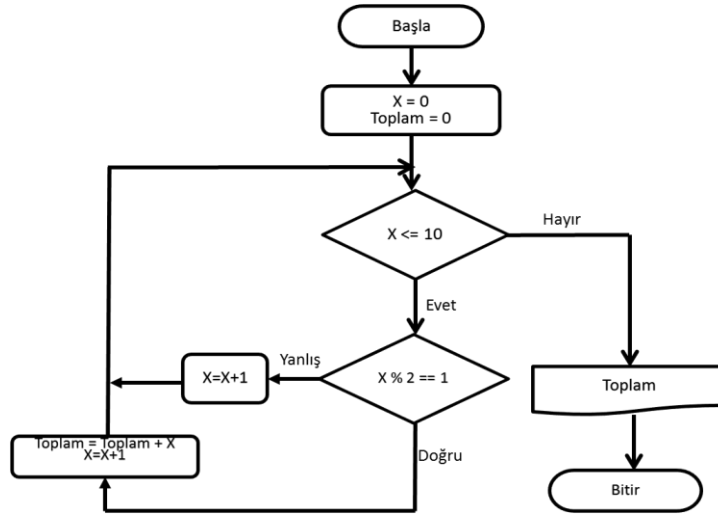 Başla
X = 0
Toplam = 0
X <= 10
Hayır
Evet
X % 2 == 1
Yanlış
X=X+1
Toplam
Toplam = Toplam + X
X=X+1
Doğru
Bitir